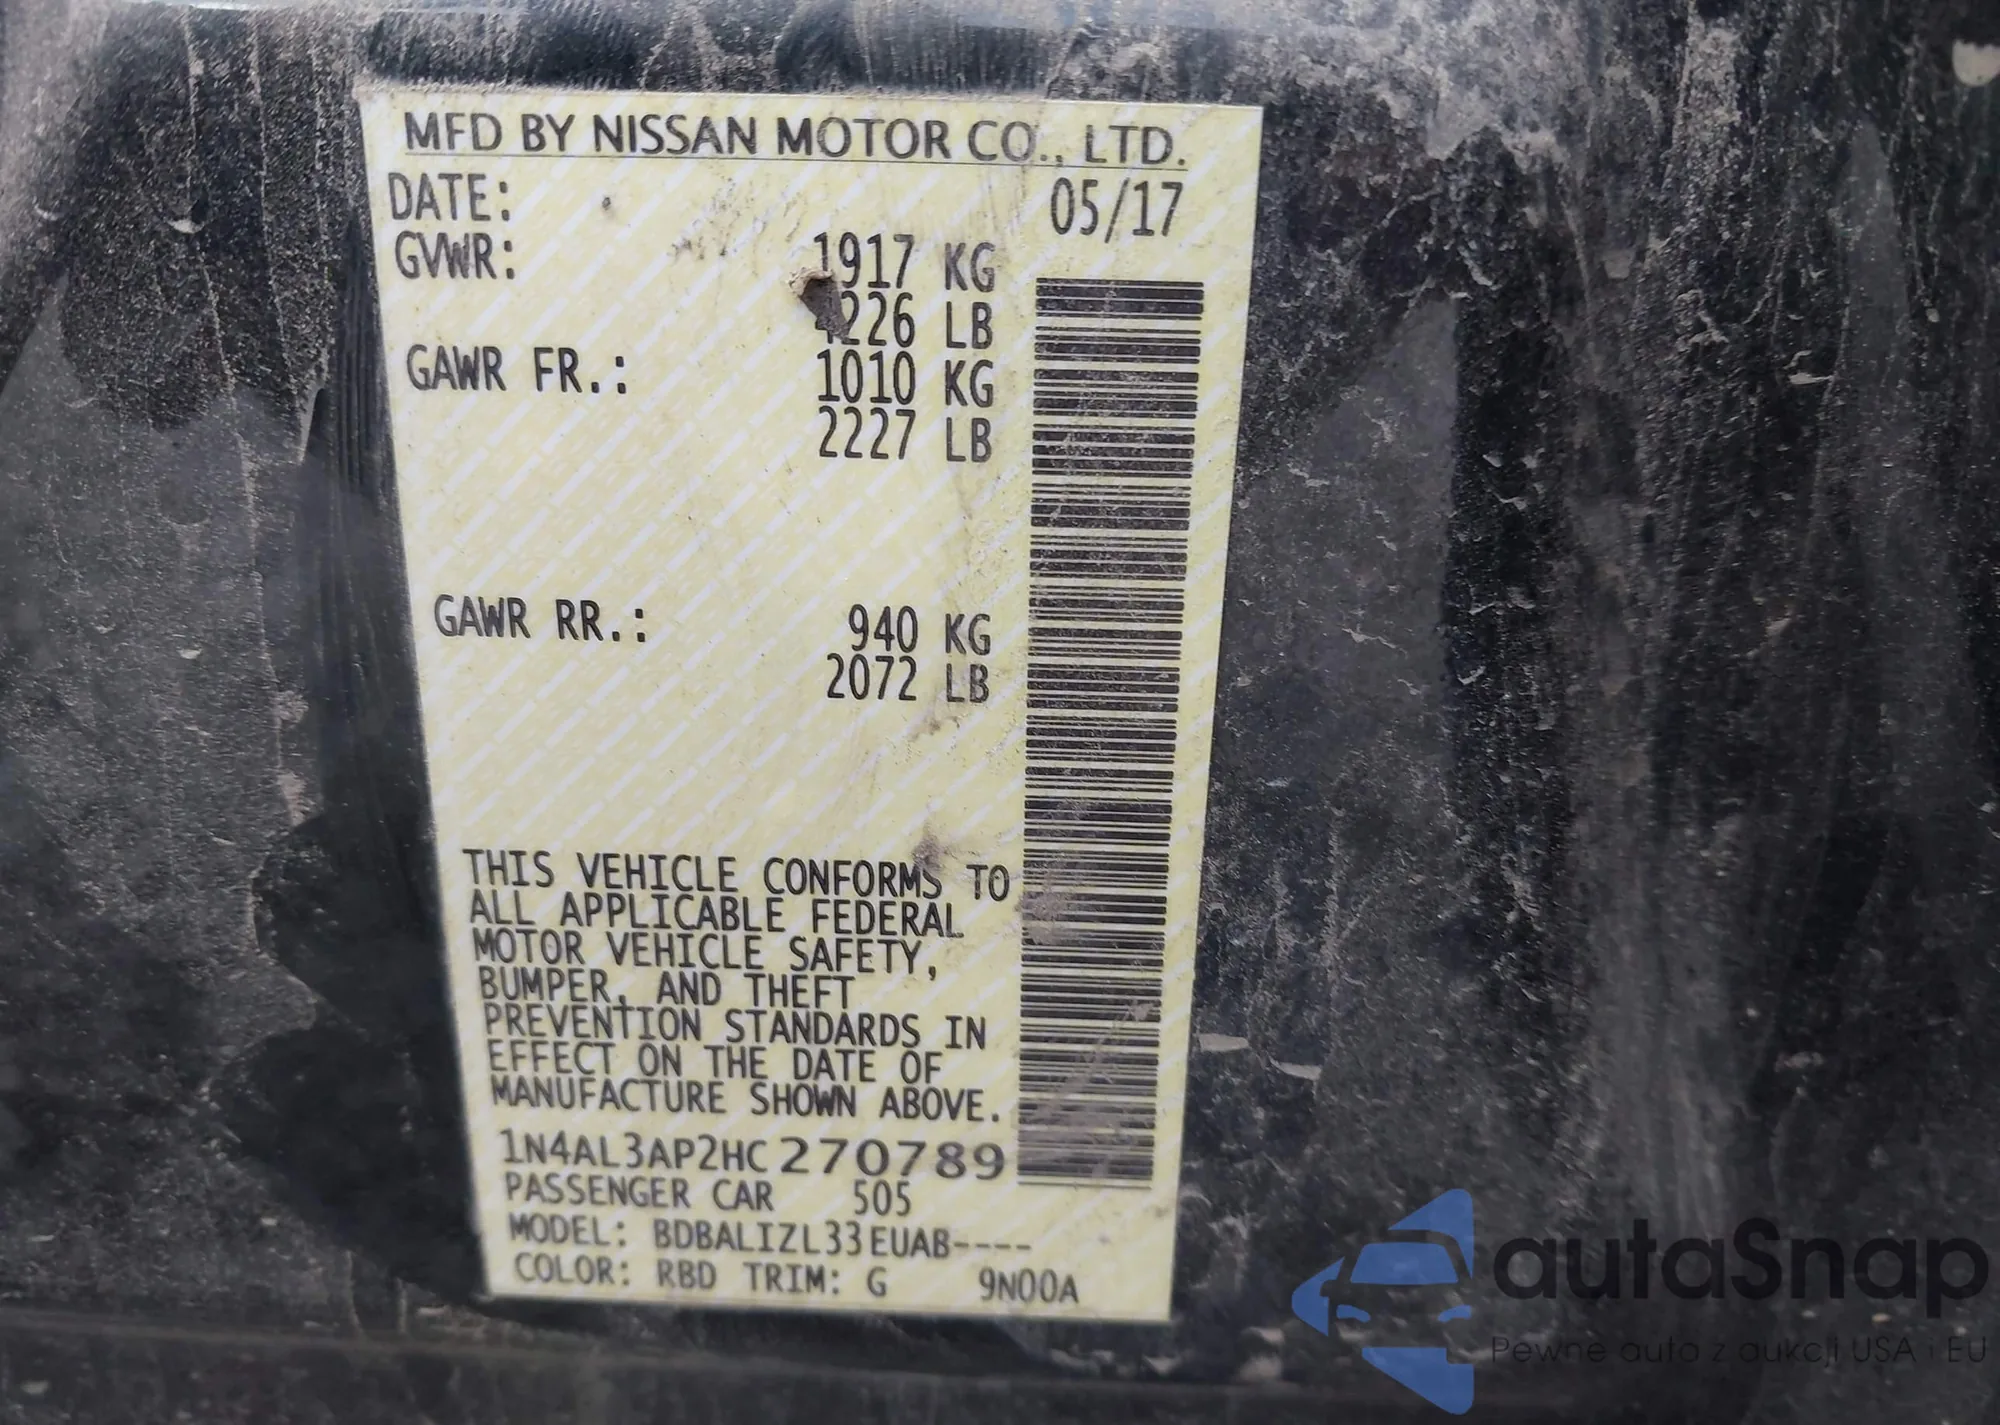 MFD BY NISSAN MOTOR CO., LTD.
DATE: 05/17
GVWR: 1917 KG
4226 LB
GAWR FR.: 1010 KG
2227 LB
GAWR RR.: 940 KG
2072 LB
THIS VEHICLE CONFORMS TO
ALL APPLICABLE FEDERAL
MOTOR VEHICLE SAFETY,
BUMPER, AND THEFT
PREVENTION STANDARDS IN
EFFECT ON THE DATE OF
MANUFACTURE SHOWN ABOVE.
1N4AL3AP2HC270789
PASSENGER CAR 505
MODEL: BDBALIZL33EUAB----
COLOR: RBD TRIM: G 9N00A
autaSnap
Pewne auta z aukcji USA i EU